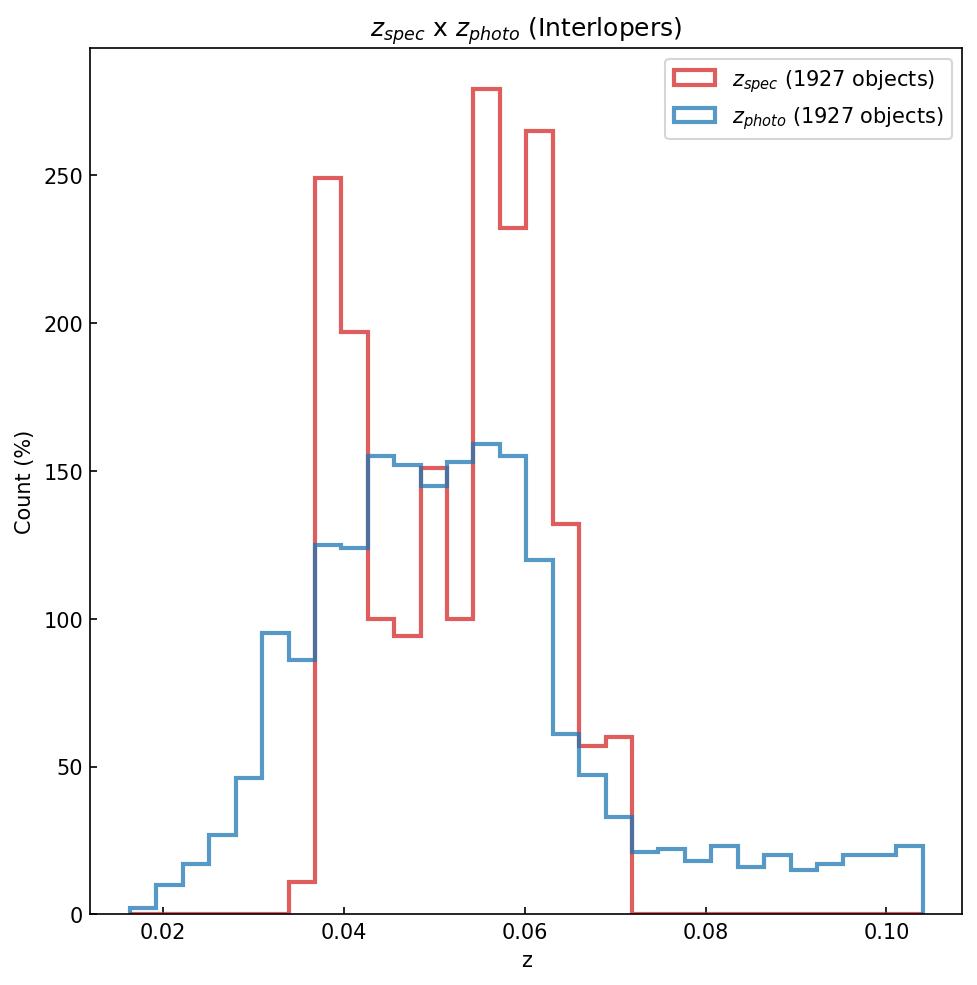 z_spec x z_photo (Interlopers)
z_spec (1927 objects)
z_photo (1927 objects)
Count (%)
250
200
150
100
50
0
0.02 0.04 0.06 0.08 0.10
z